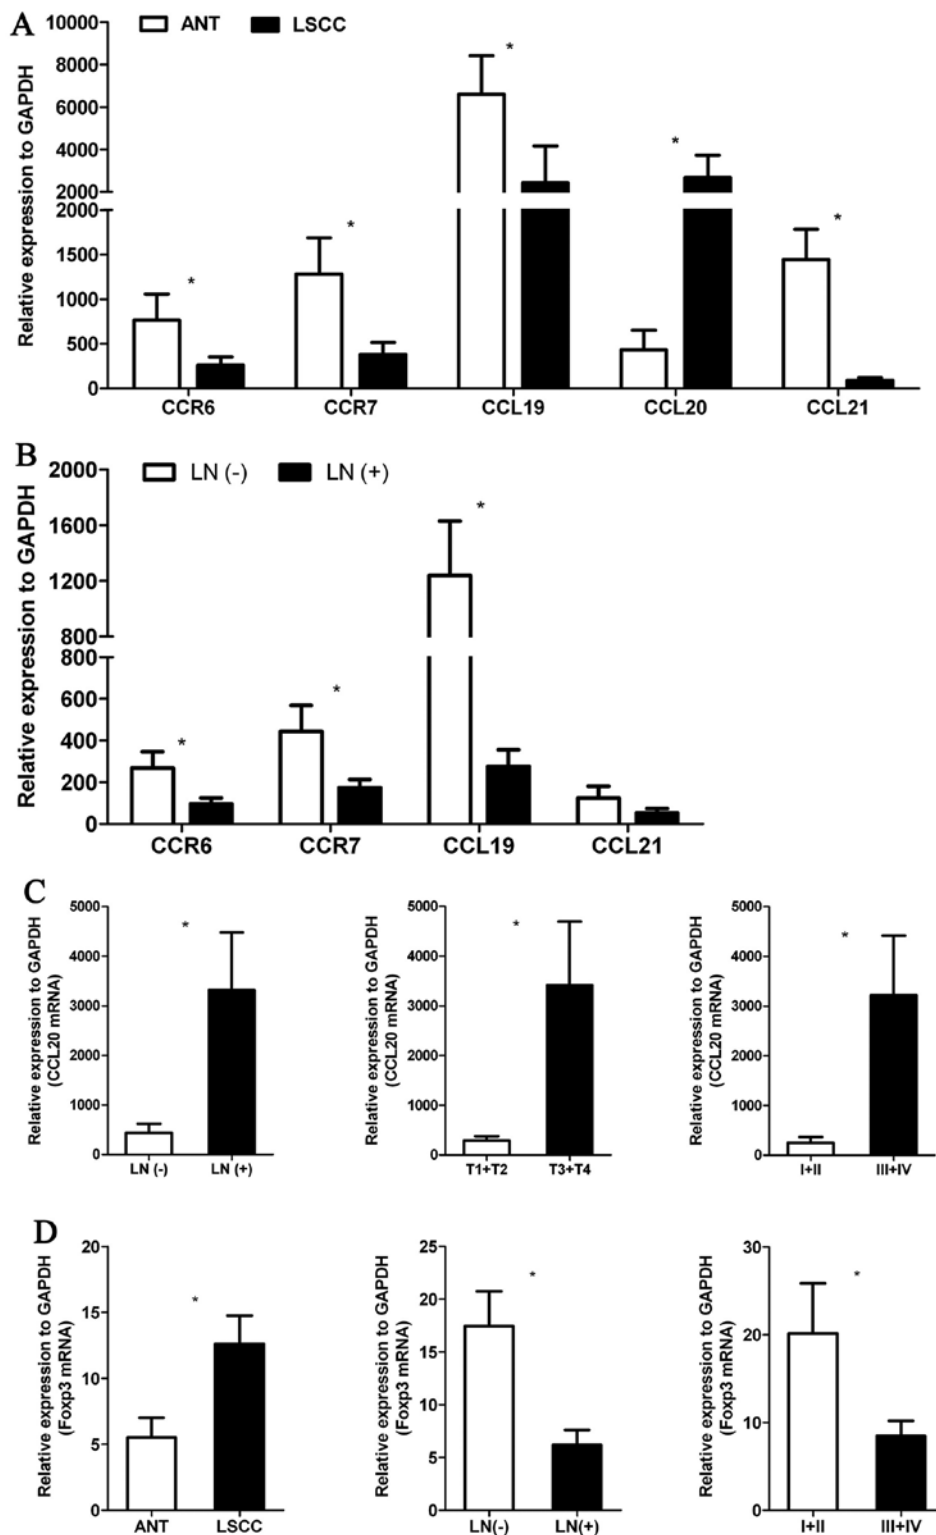 A
ANT LSCC
Relative expression to GAPDH
10000
8000
6000
4000
2000
2000
1500
1000
500
0
*
*
*
*
*
CCR6 CCR7 CCL19 CCL20 CCL21
B
LN (-) LN (+)
Relative expression to GAPDH
2000
1600
1200
800
800
600
400
200
0
*
*
*
CCR6 CCR7 CCL19 CCL21
C
Relative expression to GAPDH
(CCL20 mRNA)
5000
4000
3000
2000
1000
0
*
LN (-) LN (+)
Relative expression to GAPDH
(CCL20 mRNA)
5000
4000
3000
2000
1000
0
*
T1+T2 T3+T4
Relative expression to GAPDH
(CCL20 mRNA)
5000
4000
3000
2000
1000
0
*
I+II III+IV
D
Relative expression to GAPDH
(Foxp3 mRNA)
20
15
10
5
0
*
ANT LSCC
Relative expression to GAPDH
(Foxp3 mRNA)
25
20
15
10
5
0
*
LN(-) LN(+)
Relative expression to GAPDH
(Foxp3 mRNA)
30
20
10
0
*
I+II III+IV